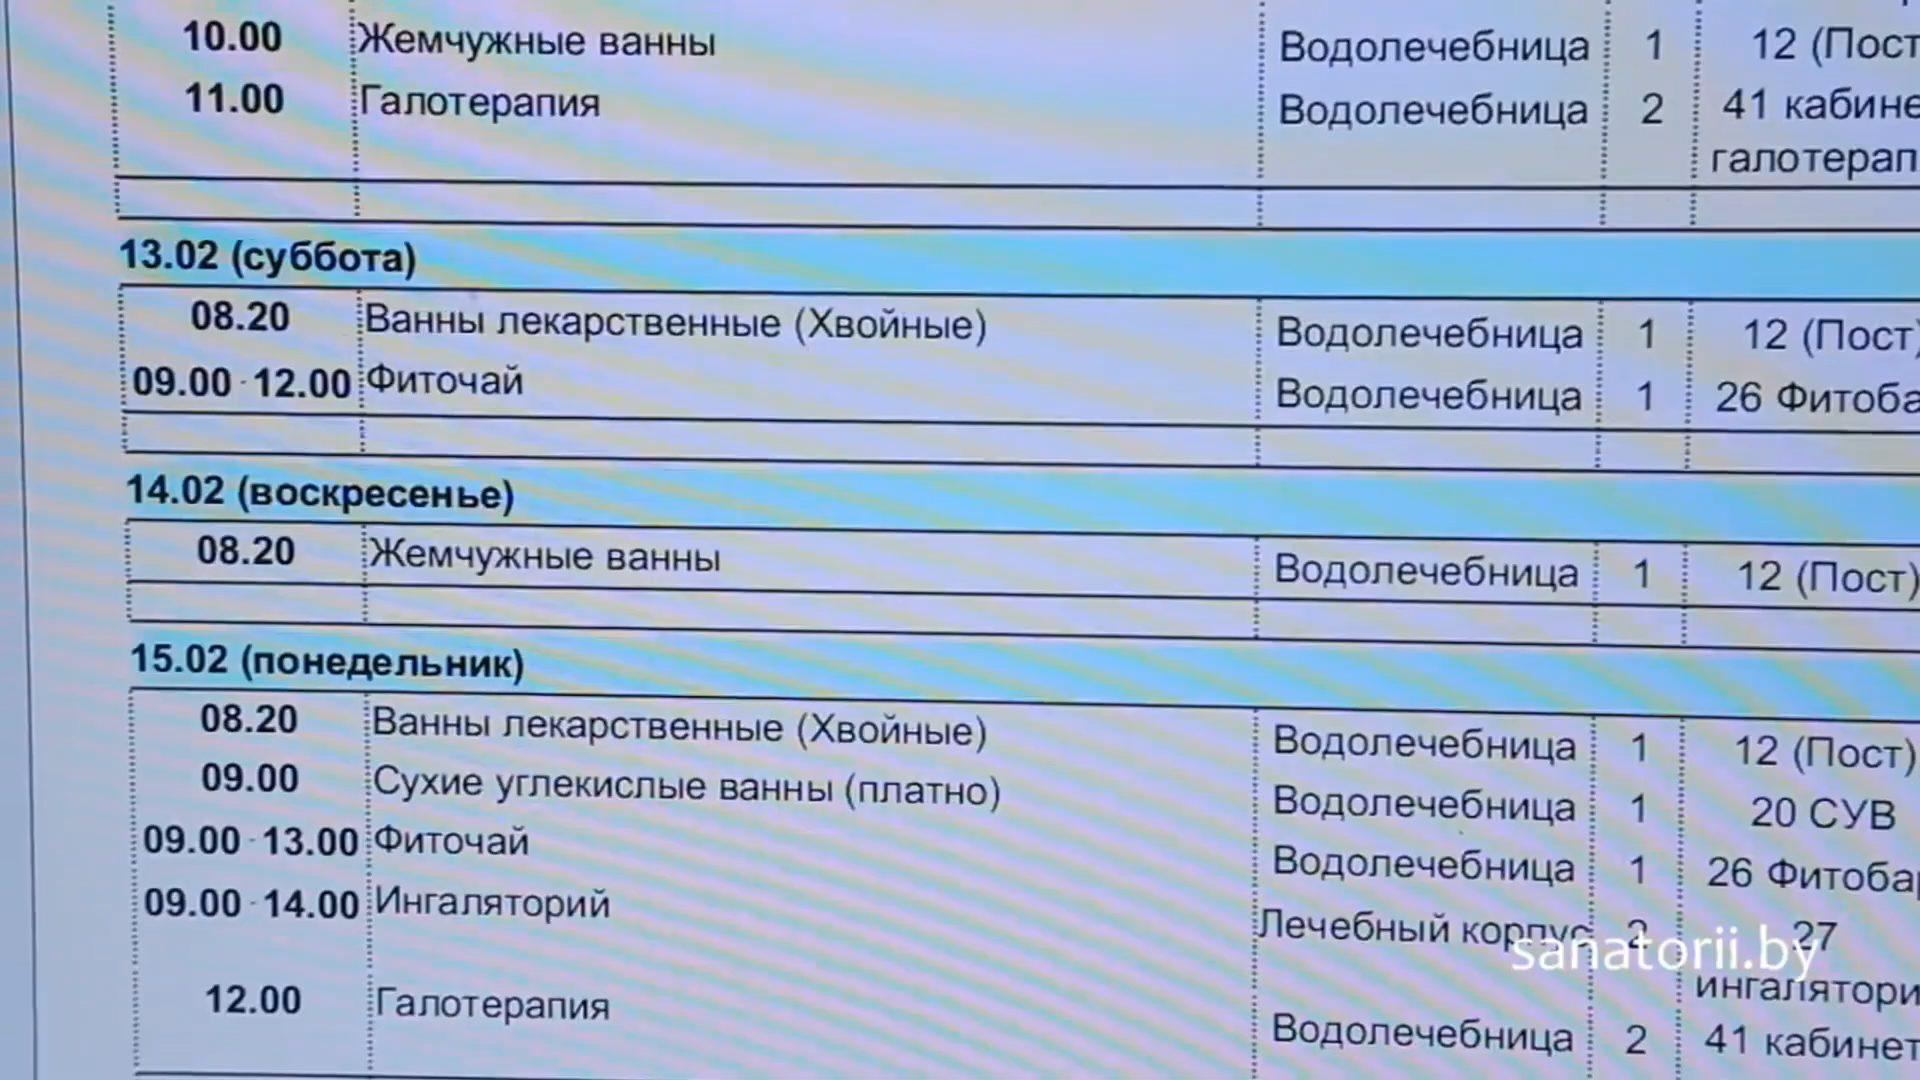 10.00 Жемчужные ванны Водолечебница 1 12 (Пост
11.00 Галотерапия Водолечебница 2 41 кабине
галотерап
13.02 (суббота)
08.20 Ванны лекарственные (Хвойные) Водолечебница 1 12 (Пост)
09.00 - 12.00 Фиточай Водолечебница 1 26 Фитоба
14.02 (воскресенье)
08.20 Жемчужные ванны Водолечебница 1 12 (Пост)
15.02 (понедельник)
08.20 Ванны лекарственные (Хвойные) Водолечебница 1 12 (Пост)
09.00 Сухие углекислые ванны (платно) Водолечебница 1 20 СУВ
09.00 - 13.00 Фиточай Водолечебница 1 26 Фитобар
09.00 - 14.00 Ингаляторий Лечебный корпус 2 27
sanatorii.by
ингалятори
12.00 Галотерапия Водолечебница 2 41 кабинет